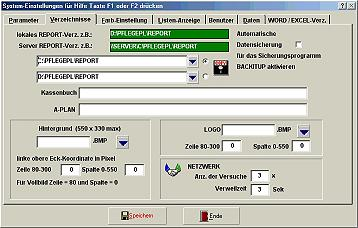 System-Einstellungen für Hilfe Taste F1 oder F2 drücken
Parameter Verzeichnisse Farb-Einstellung Listen-Anzeiger Benutzer Daten WORD / EXCEL-Verz.
lokales REPORT-Verz. z.B.: D:\PFLEGEPL\REPORT
Server REPORT-Verz. z.B.: \\SERVER\C\PFLEGEPL\REPORT
Automatische
Datensicherung
für das Sicherungsprogramm
BACKITUP aktivieren
C:\PFLEGEPL\REPORT
D:\PFLEGEPL\REPORT
Kassenbuch
A-PLAN
Hintergrund (550 x 330 max)
.BMP
linke obere Eck-Koordinate in Pixel
Zeile 80-300 0 Spalte 0-550 0
Für Vollbild Zeile = 80 und Spalte = 0
LOGO .BMP
Zeile 80-300 0 Spalte 0-550 0
NETZWERK
Anz. der Versuche 3 x
Verweilzeit 3 Sek
Speichern Ende